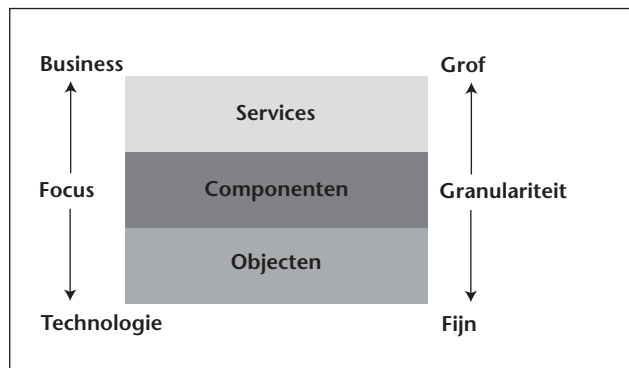 Business
Grof
Services
Focus
Componenten
Granulariteit
Objecten
Technologie
Fijn